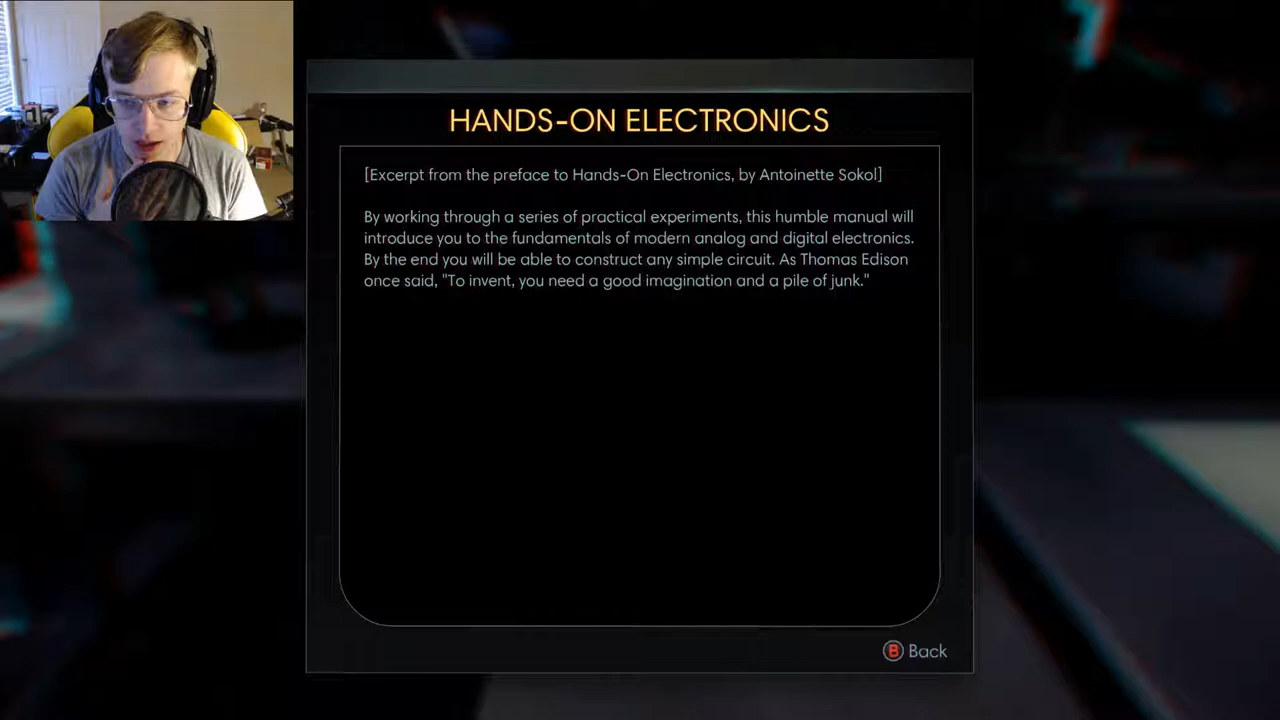 HANDS-ON ELECTRONICS
[Excerpt from the preface to Hands-On Electronics, by Antoinette Sokol]
By working through a series of practical experiments, this humble manual will
introduce you to the fundamentals of modern analog and digital electronics.
By the end you will be able to construct any simple circuit. As Thomas Edison
once said, "To invent, you need a good imagination and a pile of junk."
B Back